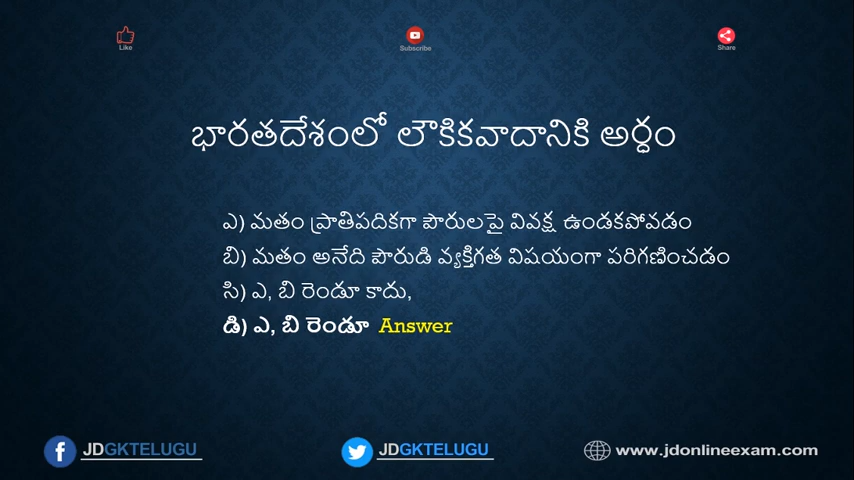 Like
Subscribe
Share
భారతదేశంలో లౌకికవాదానికి అర్ధం
ఎ) మతం ప్రాతిపదికగా పౌరులపై వివక్ష ఉండకపోవడం
బి) మతం అనేది పౌరుడి వ్యక్తిగత విషయంగా పరిగణించడం
సి) ఎ, బి రెండూ కాదు,
డి) ఎ, బి రెండూ Answer
JDGKTELUGU
JDGKTELUGU
www.jdonlineexam.com